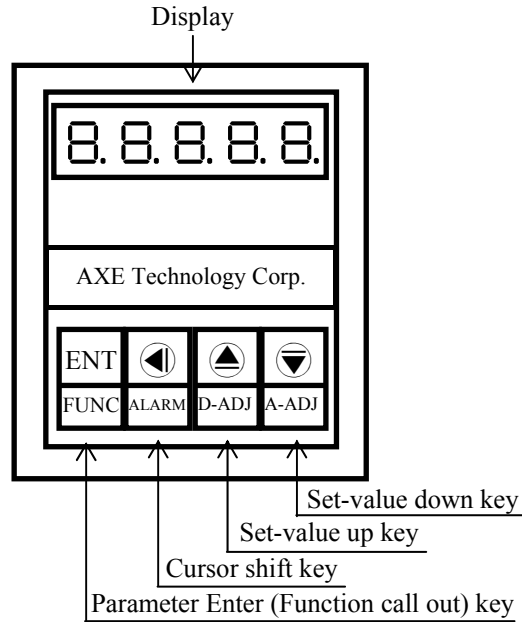 Display
8.8.8.8.8.
AXE Technology Corp.
ENT
FUNC ALARM D-ADJ A-ADJ
Set-value down key
Set-value up key
Cursor shift key
Parameter Enter (Function call out) key